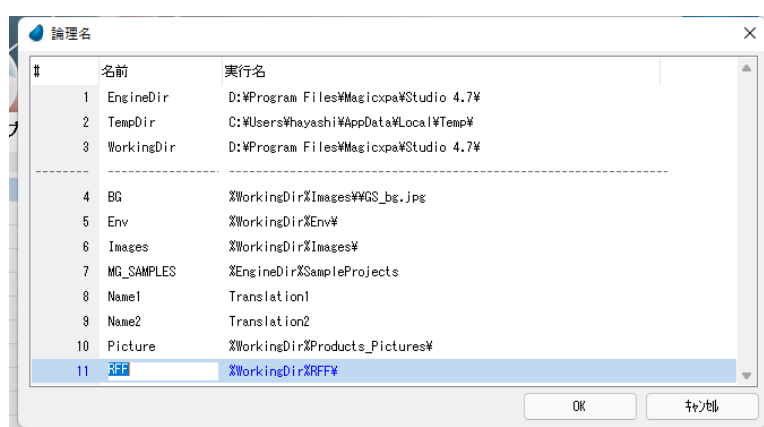 論理名
# 名前 実行名
1 EngineDir D:¥Program Files¥Magicxpa¥Studio 4.7¥
2 TempDir C:¥Users¥hayashi¥AppData¥Local¥Temp¥
3 WorkingDir D:¥Program Files¥Magicxpa¥Studio 4.7¥
4 BG %WorkingDir%Images¥¥GS_bg.jpg
5 Env %WorkingDir%Env¥
6 Images %WorkingDir%Images¥
7 MG_SAMPLES %EngineDir%SampleProjects
8 Name1 Translation1
9 Name2 Translation2
10 Picture %WorkingDir%Products_Pictures¥
11 RFF %WorkingDir%RFF¥
OK キャンセル